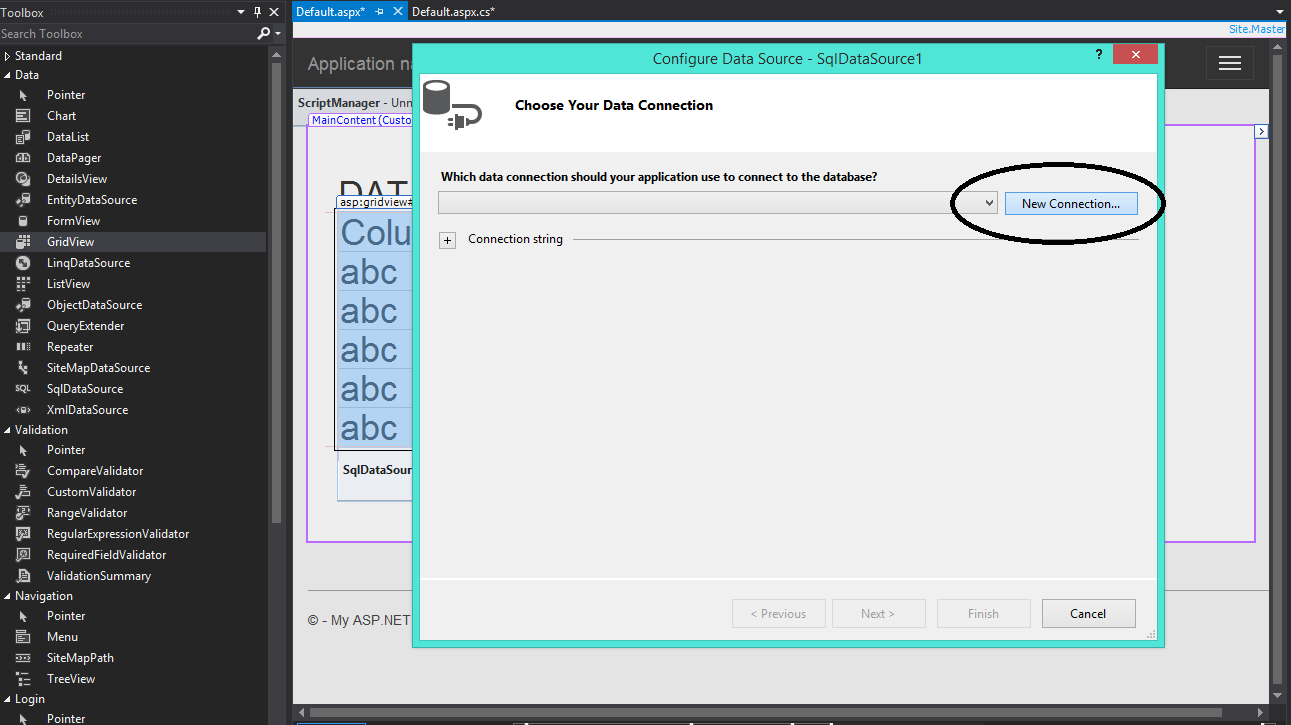 Toolbox
Search Toolbox
Standard
Data
Pointer
Chart
DataList
DataPager
DetailsView
EntityDataSource
FormView
GridView
LinqDataSource
ListView
ObjectDataSource
QueryExtender
Repeater
SiteMapDataSource
SQL SqlDataSource
XmlDataSource
Validation
Pointer
CompareValidator
CustomValidator
RangeValidator
RegularExpressionValidator
RequiredFieldValidator
ValidationSummary
Navigation
Pointer
Menu
SiteMapPath
TreeView
Login
Pointer
Default.aspx* Default.aspx.cs*
Site.Master
Application na
ScriptManager - Unn
MainContent (Custo
DAT
asp:gridview#
Colu
abc
abc
abc
abc
abc
SqlDataSour
© - My ASP.NET
Configure Data Source - SqlDataSource1
?
Choose Your Data Connection
Which data connection should your application use to connect to the database?
New Connection...
+ Connection string
< Previous Next > Finish Cancel